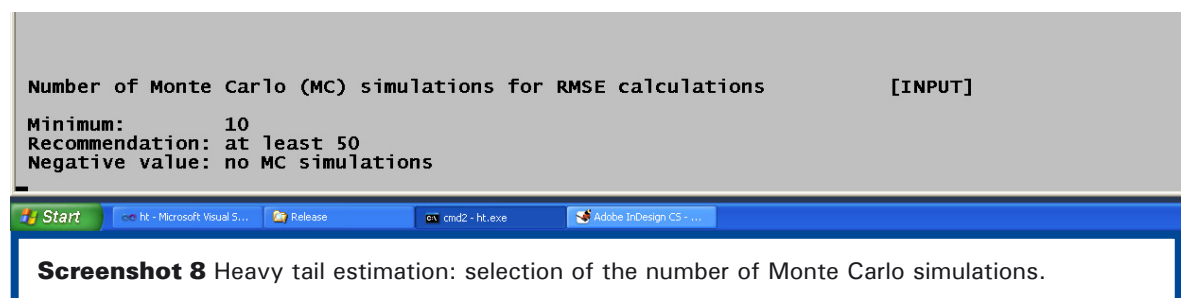 Number of Monte Carlo (MC) simulations for RMSE calculations [INPUT]
Minimum: 10
Recommendation: at least 50
Negative value: no MC simulations
Start ht - Microsoft Visual S... Release cmd2 - ht.exe Adobe InDesign CS - ...
Screenshot 8 Heavy tail estimation: selection of the number of Monte Carlo simulations.